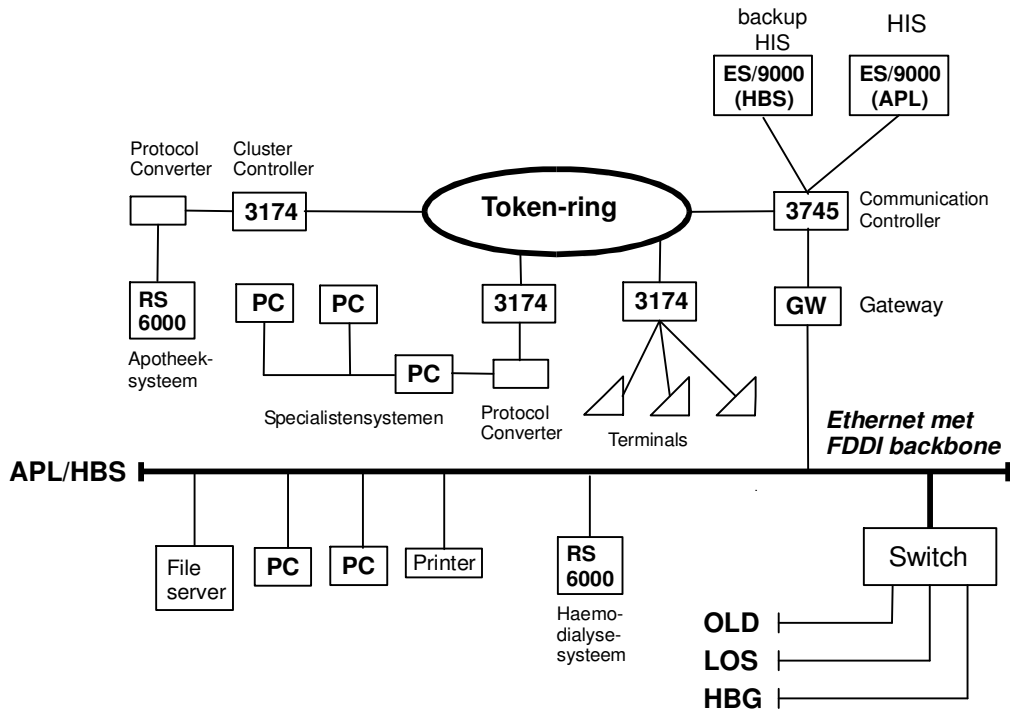 backup
HIS
HIS
ES/9000
(HBS)
ES/9000
(APL)
Protocol
Converter
Cluster
Controller
3174
Token-ring
3745
Communication
Controller
RS
6000
Apotheek-
systeem
PC
PC
3174
3174
GW
Gateway
PC
Specialistensystemen
Protocol
Converter
Terminals
Ethernet met
FDDI backbone
APL/HBS
File
server
PC
PC
Printer
RS
6000
Haemo-
dialyse-
systeem
Switch
OLD
LOS
HBG